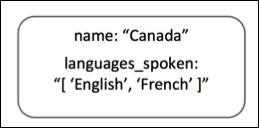 name: “Canada”
languages_spoken:
“[ ‘English’, ‘French’ ]”